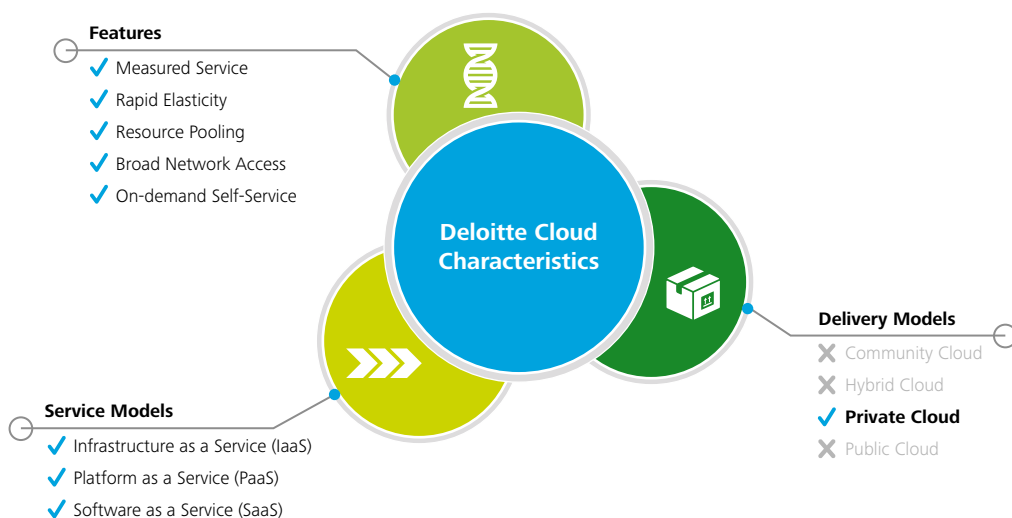 Features
Measured Service
Rapid Elasticity
Resource Pooling
Broad Network Access
On-demand Self-Service
Deloitte Cloud
Characteristics
Delivery Models
Community Cloud
Hybrid Cloud
Private Cloud
Public Cloud
Service Models
Infrastructure as a Service (IaaS)
Platform as a Service (PaaS)
Software as a Service (SaaS)